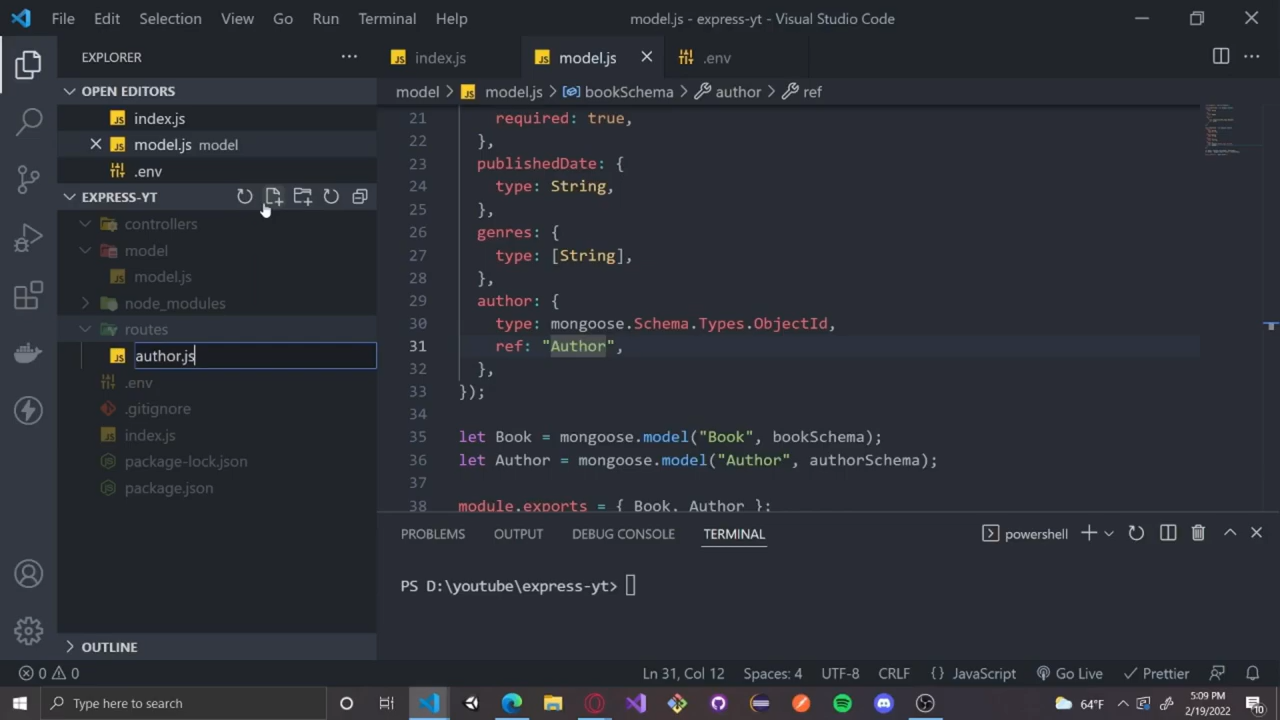 File Edit Selection View Go Run Terminal Help model.js - express-yt - Visual Studio Code
EXPLORER
OPEN EDITORS
index.js
model.js model
.env
EXPRESS-YT
controllers
model
model.js
node_modules
routes
author.js
.env
.gitignore
index.js
package-lock.json
package.json
OUTLINE
index.js model.js .env
model > model.js > bookSchema > author > ref
21 required: true,
22 },
23 publishedDate: {
24 type: String,
25 },
26 genres: {
27 type: [String],
28 },
29 author: {
30 type: mongoose.Schema.Types.ObjectId,
31 ref: "Author",
32 },
33 });
34
35 let Book = mongoose.model("Book", bookSchema);
36 let Author = mongoose.model("Author", authorSchema);
37
38 module.exports = { Book, Author };
PROBLEMS OUTPUT DEBUG CONSOLE TERMINAL powershell
PS D:\youtube\express-yt>
0 0 Ln 31, Col 12 Spaces: 4 UTF-8 CRLF {} JavaScript Go Live Prettier
Type here to search 64°F 5:09 PM
2/19/2022
10